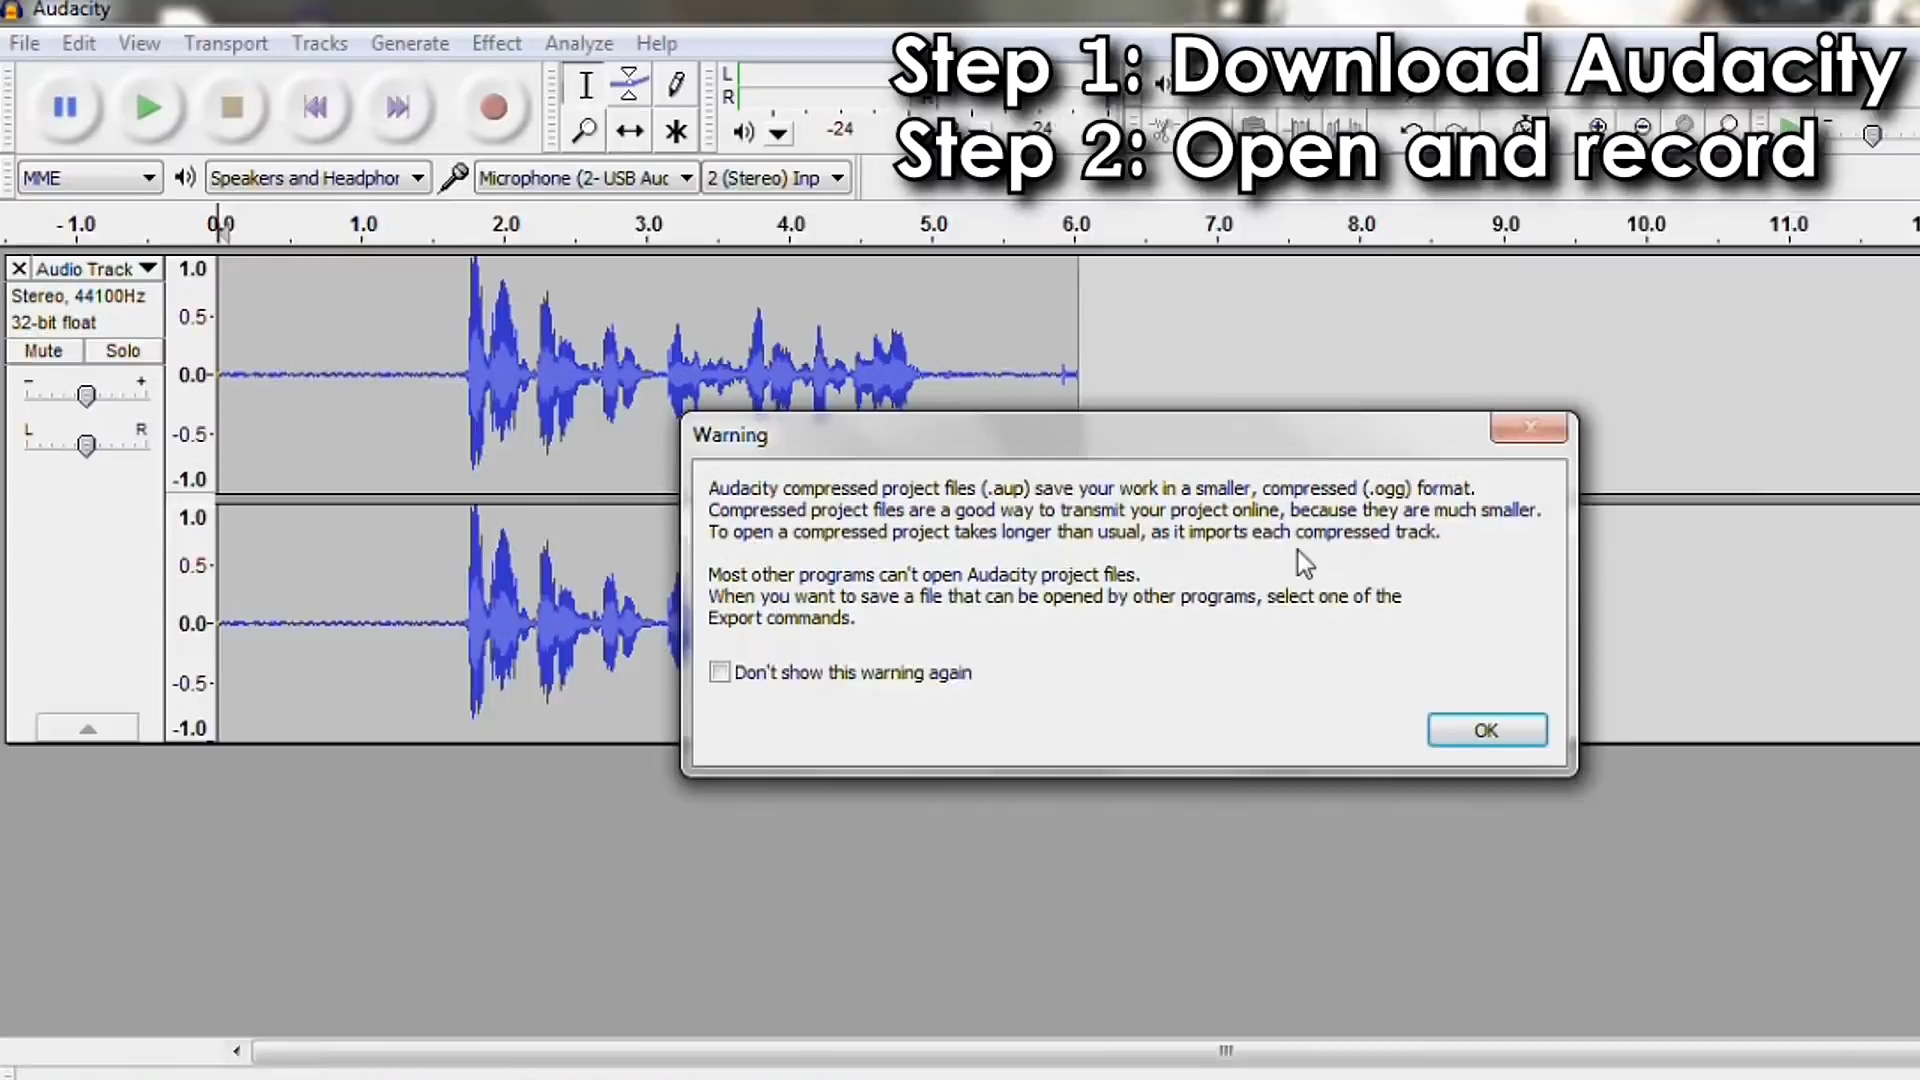 Audacity
File Edit View Transport Tracks Generate Effect Analyze Help
Step 1: Download Audacity
Step 2: Open and record
L
R
-24
-24
MME
Speakers and Headphor
Microphone (2- USB Auc
2 (Stereo) Inp
-1.0 0.0 1.0 2.0 3.0 4.0 5.0 6.0 7.0 8.0 9.0 10.0 11.0
Audio Track
Stereo, 44100Hz
32-bit float
Mute Solo
- +
L R
1.0
0.5
0.0
-0.5
-1.0
1.0
0.5
0.0
-0.5
-1.0
Warning
Audacity compressed project files (.aup) save your work in a smaller, compressed (.ogg) format.
Compressed project files are a good way to transmit your project online, because they are much smaller.
To open a compressed project takes longer than usual, as it imports each compressed track.
Most other programs can't open Audacity project files.
When you want to save a file that can be opened by other programs, select one of the
Export commands.
Don't show this warning again
OK